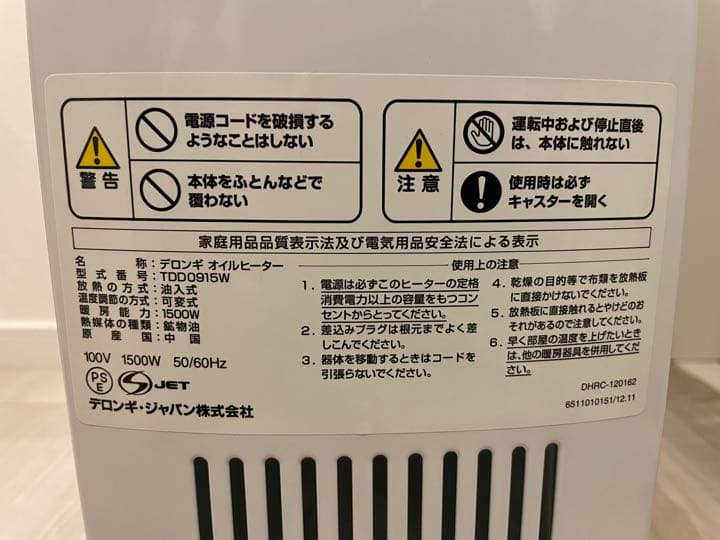 警告
電源コードを破損する
ようなことはしない
本体をふとんなどで
覆わない
注意
運転中および停止直後
は、本体に触れない
使用時は必ず
キャスターを開く
家庭用品品質表示法及び電気用品安全法による表示
名称：デロンギ オイルヒーター
型式番号：TDD0915W
放熱の方式：油入式
温度調節の方式：可変式
暖房能力：1500W
熱媒体の種類：鉱物油
原産国：中国
100V 1500W 50/60Hz
PS
E
JET
デロンギ・ジャパン株式会社
使用上の注意
1. 電源は必ずこのヒーターの定格
消費電力以上の容量をもつコン
セントからとってください。
2. 差込みプラグは根元までよく差
しこんでください。
3. 器体を移動するときはコードを
引張らないでください。
4. 乾燥の目的等で布類を放熱板
に直接かけないでください。
5. 放熱板に直接触れるとやけどのお
それがあるので注意してください。
6. 早く部屋の温度を上げたいときに
は、他の暖房器具を併用してくだ
さい。
DHRC-120162
6511010151/12.11